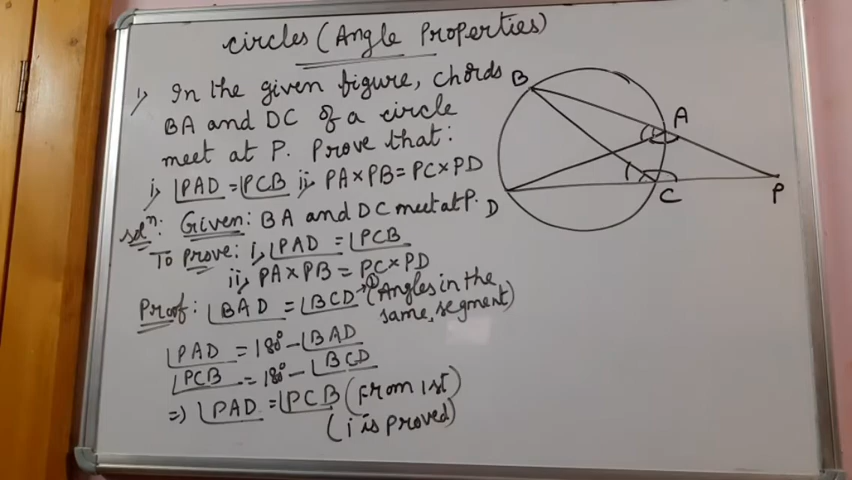 circles (Angle Properties)
1, In the given figure, chords
BA and DC of a circle
meet at P. Prove that:
i, ∠PAD = ∠PCB ii, PA×PB = PC×PD
solⁿ: Given: BA and DC meet at P.
To prove: i, ∠PAD = ∠PCB
ii, PA×PB = PC×PD
Proof: ∠BAD = ∠BCD →① (Angles in the
same segment)
∠PAD = 180° - ∠BAD
∠PCB = 180° - ∠BCD
⇒ ∠PAD = ∠PCB (From 1st)
(i is proved)
B
A
D
C
P